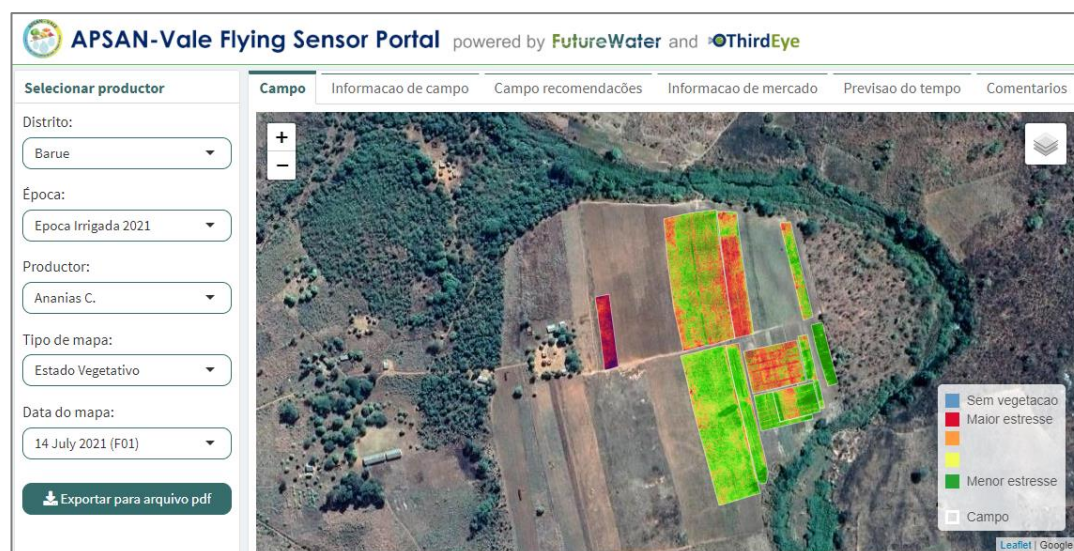 APSAN-Vale Flying Sensor Portal powered by FutureWater and ThirdEye
Selecionar productor
Campo Informacao de campo Campo recomendacões Informacao de mercado Previsao do tempo Comentarios
Distrito:
Barue
Época:
Epoca Irrigada 2021
Productor:
Ananias C.
Tipo de mapa:
Estado Vegetativo
Data do mapa:
14 July 2021 (F01)
Exportar para arquivo pdf
+
−
Sem vegetacao
Maior estresse
Menor estresse
Campo
Leaflet | Google